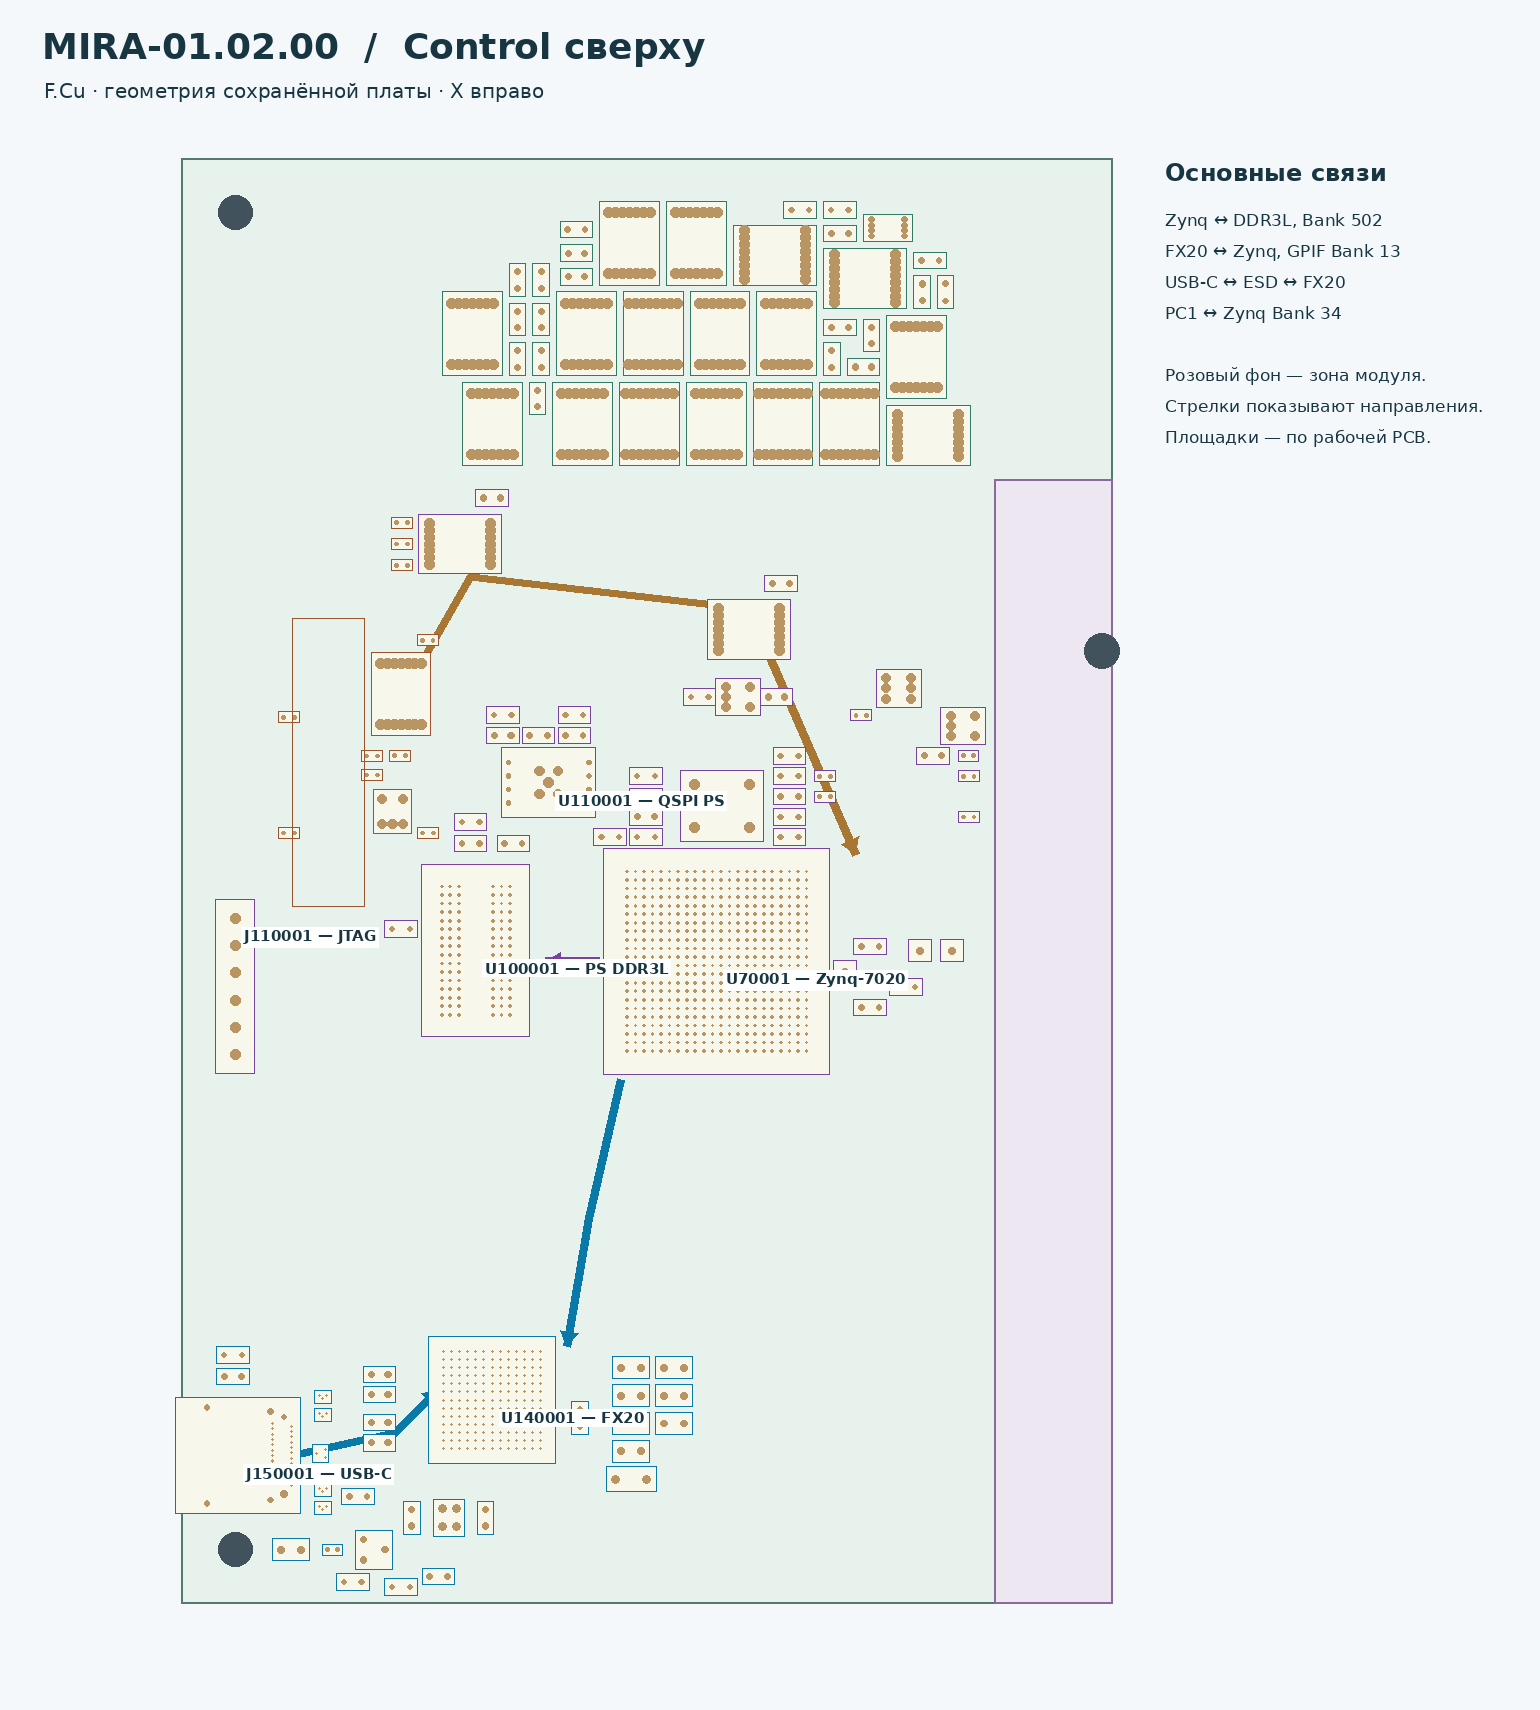 MIRA-01.02.00 / Control сверху
F.Cu · геометрия сохранённой платы · X вправо
Основные связи
Zynq ↔ DDR3L, Bank 502
FX20 ↔ Zynq, GPIF Bank 13
USB-C ↔ ESD ↔ FX20
PC1 ↔ Zynq Bank 34
Розовый фон — зона модуля.
Стрелки показывают направления.
Площадки — по рабочей PCB.
U110001 — QSPI PS
J110001 — JTAG
U100001 — PS DDR3L
U70001 — Zynq-7020
U140001 — FX20
J150001 — USB-C